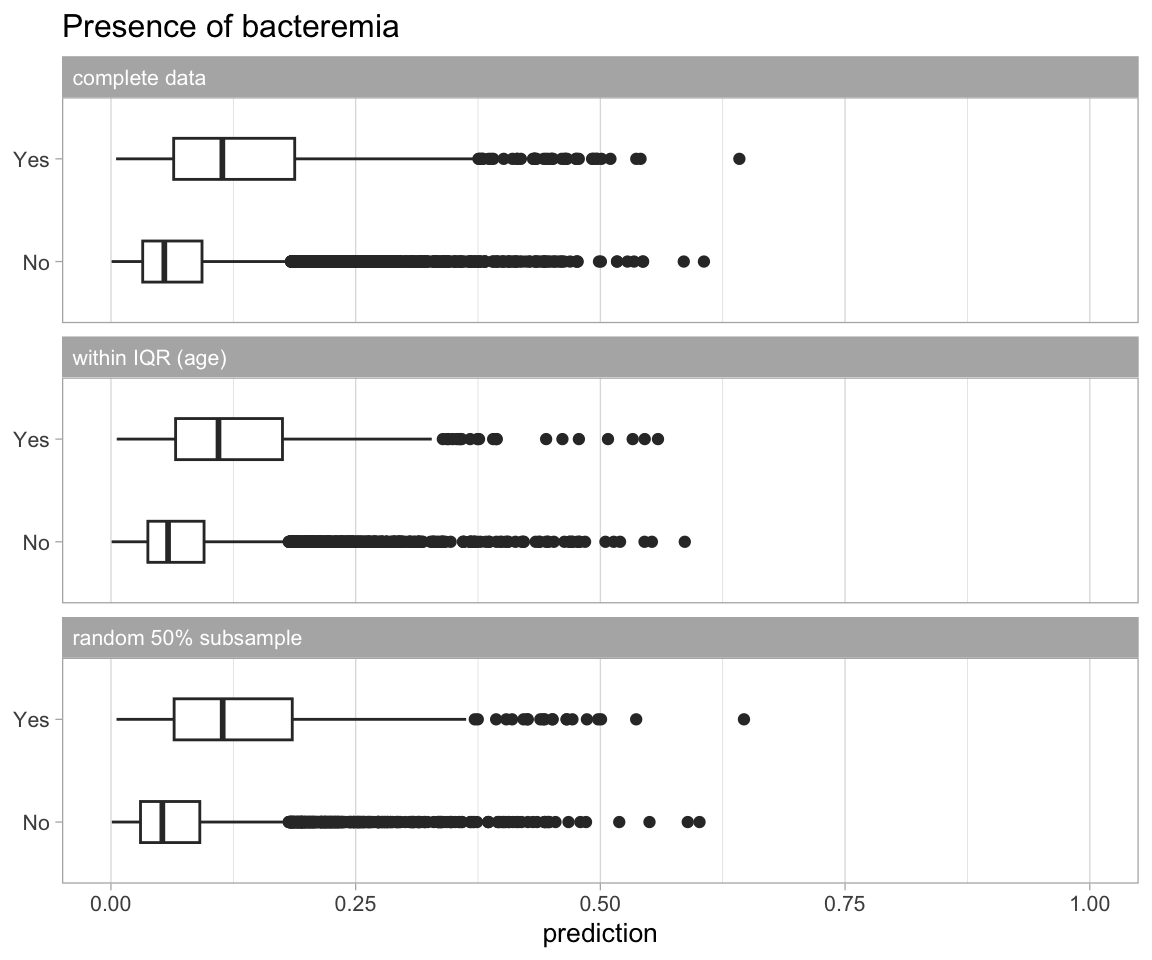 Presence of bacteremia
complete data
Yes
No
within IQR (age)
Yes
No
random 50% subsample
Yes
No
0.00 0.25 0.50 0.75 1.00
prediction